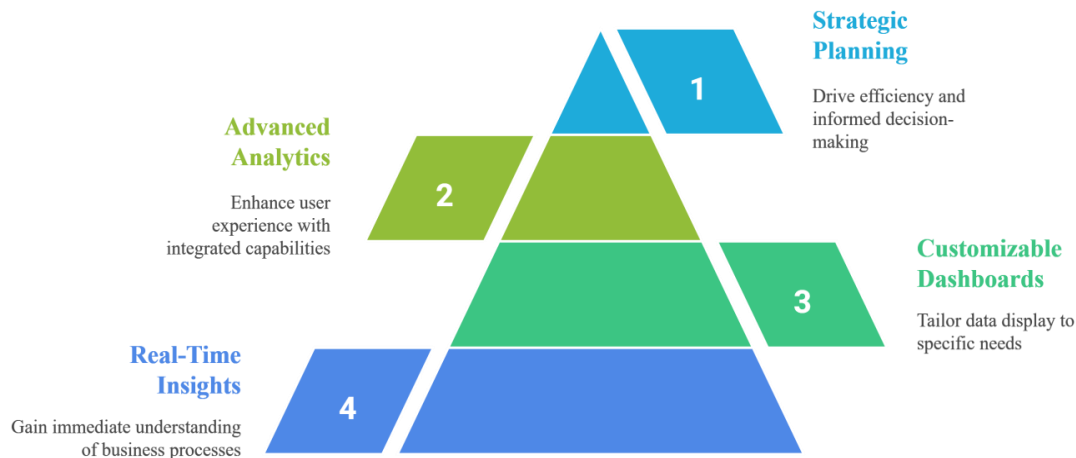 Strategic
Planning
1
Drive efficiency and
informed decision-
making
Advanced
Analytics
2
Enhance user
experience with
integrated capabilities
Customizable
Dashboards
3
Tailor data display to
specific needs
Real-Time
Insights
4
Gain immediate understanding
of business processes